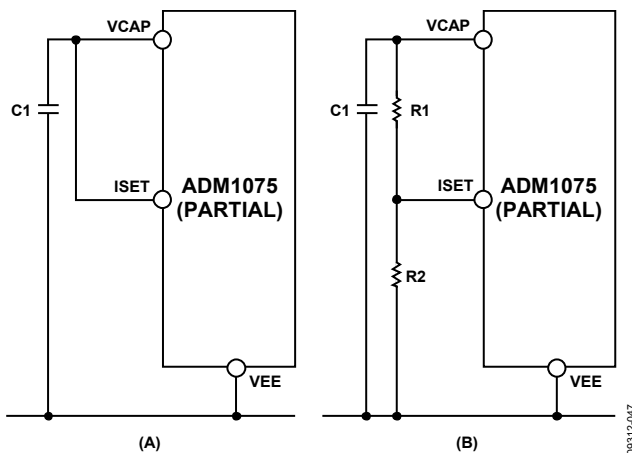 VCAP
C1
ISET
ADM1075
(PARTIAL)
VEE
(A)
VCAP
C1
R1
ISET
ADM1075
(PARTIAL)
R2
VEE
(B)
09312-047